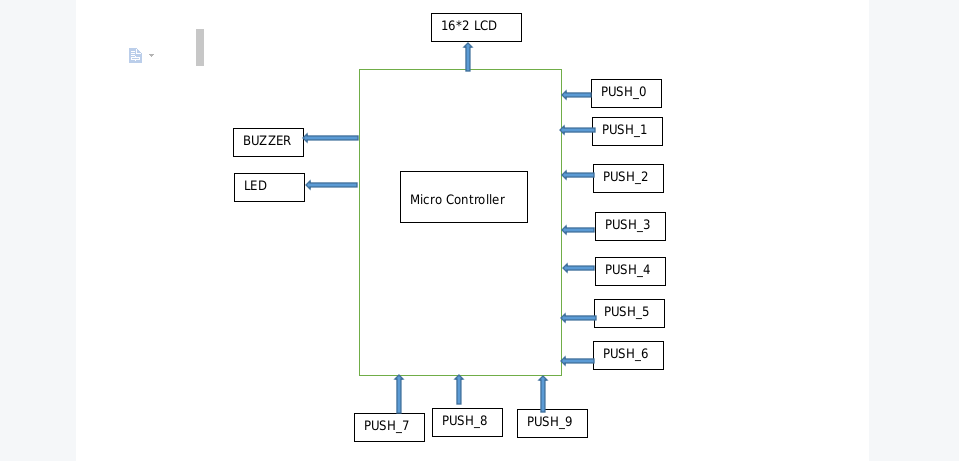 16*2 LCD
PUSH_0
PUSH_1
BUZZER
PUSH_2
LED
Micro Controller
PUSH_3
PUSH_4
PUSH_5
PUSH_6
PUSH_7
PUSH_8
PUSH_9